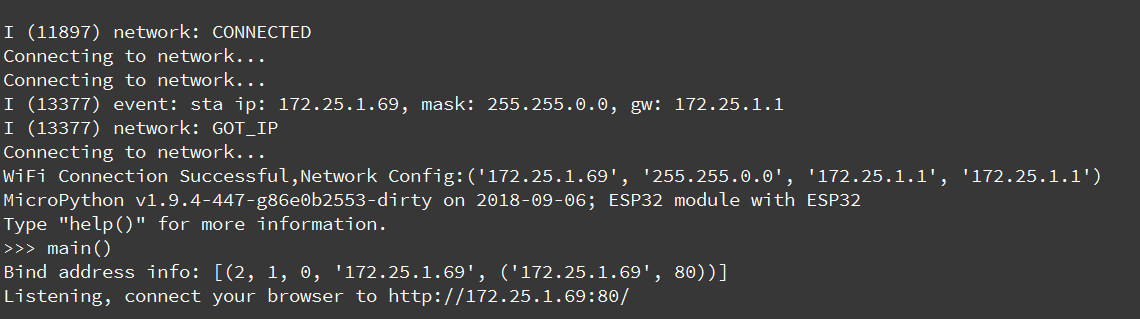 I (11897) network: CONNECTED
Connecting to network...
Connecting to network...
I (13377) event: sta ip: 172.25.1.69, mask: 255.255.0.0, gw: 172.25.1.1
I (13377) network: GOT_IP
Connecting to network...
WiFi Connection Successful,Network Config:('172.25.1.69', '255.255.0.0', '172.25.1.1', '172.25.1.1')
MicroPython v1.9.4-447-g86e0b2553-dirty on 2018-09-06; ESP32 module with ESP32
Type "help()" for more information.
>>> main()
Bind address info: [(2, 1, 0, '172.25.1.69', ('172.25.1.69', 80))]
Listening, connect your browser to http://172.25.1.69:80/